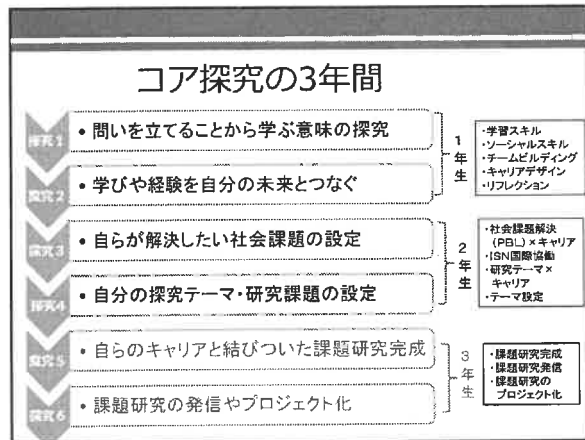 コア探究の3年間
探究1
• 問いを立てることから学ぶ意味の探究
探究2
• 学びや経験を自分の未来とつなぐ
1年生
・学習スキル
・ソーシャルスキル
・チームビルディング
・キャリアデザイン
・リフレクション
探究3
• 自らが解決したい社会課題の設定
探究4
• 自分の探究テーマ・研究課題の設定
2年生
・社会課題解決
(PBL)×キャリア
・ISN国際協働
・研究テーマ×
キャリア
・テーマ設定
探究5
• 自らのキャリアと結びついた課題研究完成
探究6
• 課題研究の発信やプロジェクト化
3年生
・課題研究完成
・課題研究発信
・課題研究の
プロジェクト化